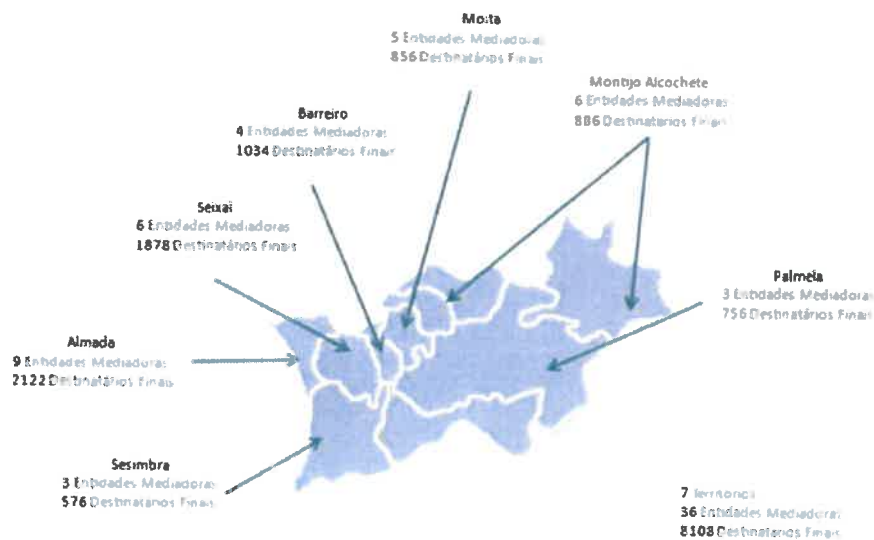 Moita
5 Entidades Mediadoras
856 Destinatários Finais
Montijo Alcochete
6 Entidades Mediadoras
886 Destinatários Finais
Barreiro
4 Entidades Mediadoras
1034 Destinatários Finais
Seixal
6 Entidades Mediadoras
1878 Destinatários Finais
Palmela
3 Entidades Mediadoras
756 Destinatários Finais
Almada
9 Entidades Mediadoras
2122 Destinatários Finais
Sesimbra
3 Entidades Mediadoras
576 Destinatários Finais
7 Territórios
36 Entidades Mediadoras
8108 Destinatários Finais